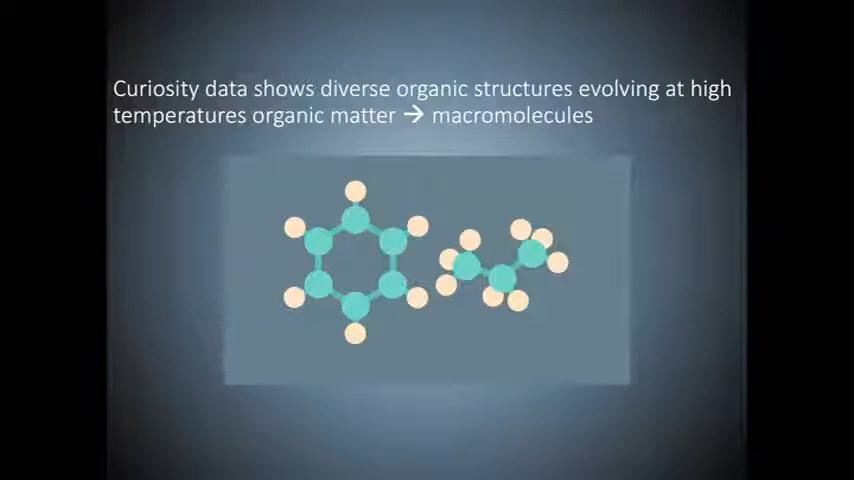 Curiosity data shows diverse organic structures evolving at high
temperatures organic matter → macromolecules